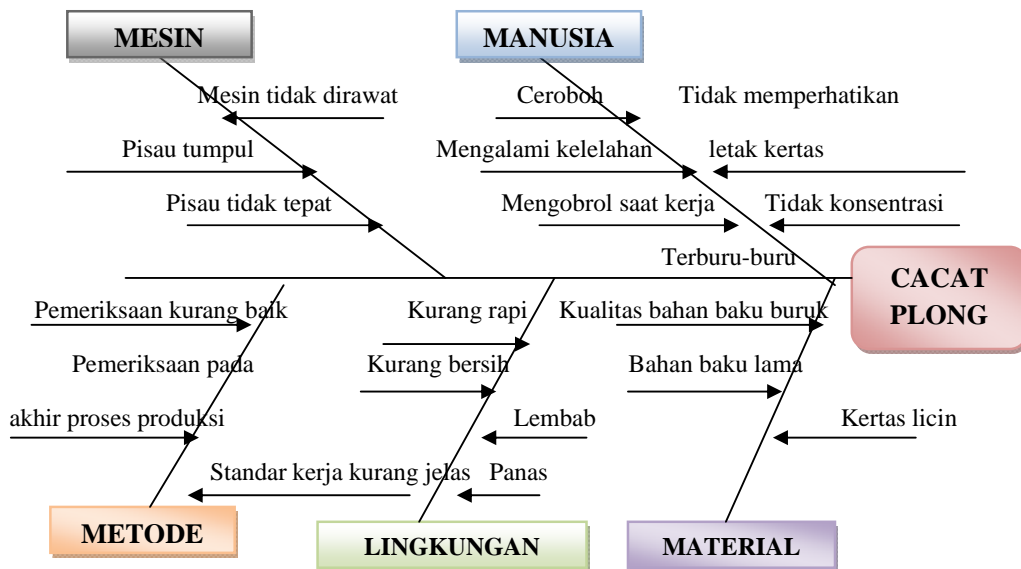 MESIN
MANUSIA
Mesin tidak dirawat
Ceroboh
Tidak memperhatikan
Pisau tumpul
Mengalami kelelahan
letak kertas
Pisau tidak tepat
Mengobrol saat kerja
Tidak konsentrasi
Terburu-buru
CACAT
PLONG
Pemeriksaan kurang baik
Kurang rapi
Kualitas bahan baku buruk
Pemeriksaan pada
Kurang bersih
Bahan baku lama
akhir proses produksi
Lembab
Kertas licin
Standar kerja kurang jelas
Panas
METODE
LINGKUNGAN
MATERIAL